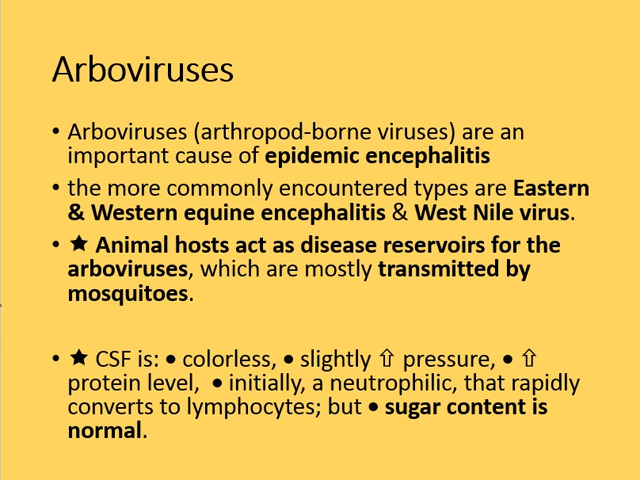 Arboviruses
• Arboviruses (arthropod-borne viruses) are an
important cause of epidemic encephalitis
• the more commonly encountered types are Eastern
& Western equine encephalitis & West Nile virus.
• ★ Animal hosts act as disease reservoirs for the
arboviruses, which are mostly transmitted by
mosquitoes.
• ★ CSF is: • colorless, • slightly ⇧ pressure, • ⇧
protein level, • initially, a neutrophilic, that rapidly
converts to lymphocytes; but • sugar content is
normal.